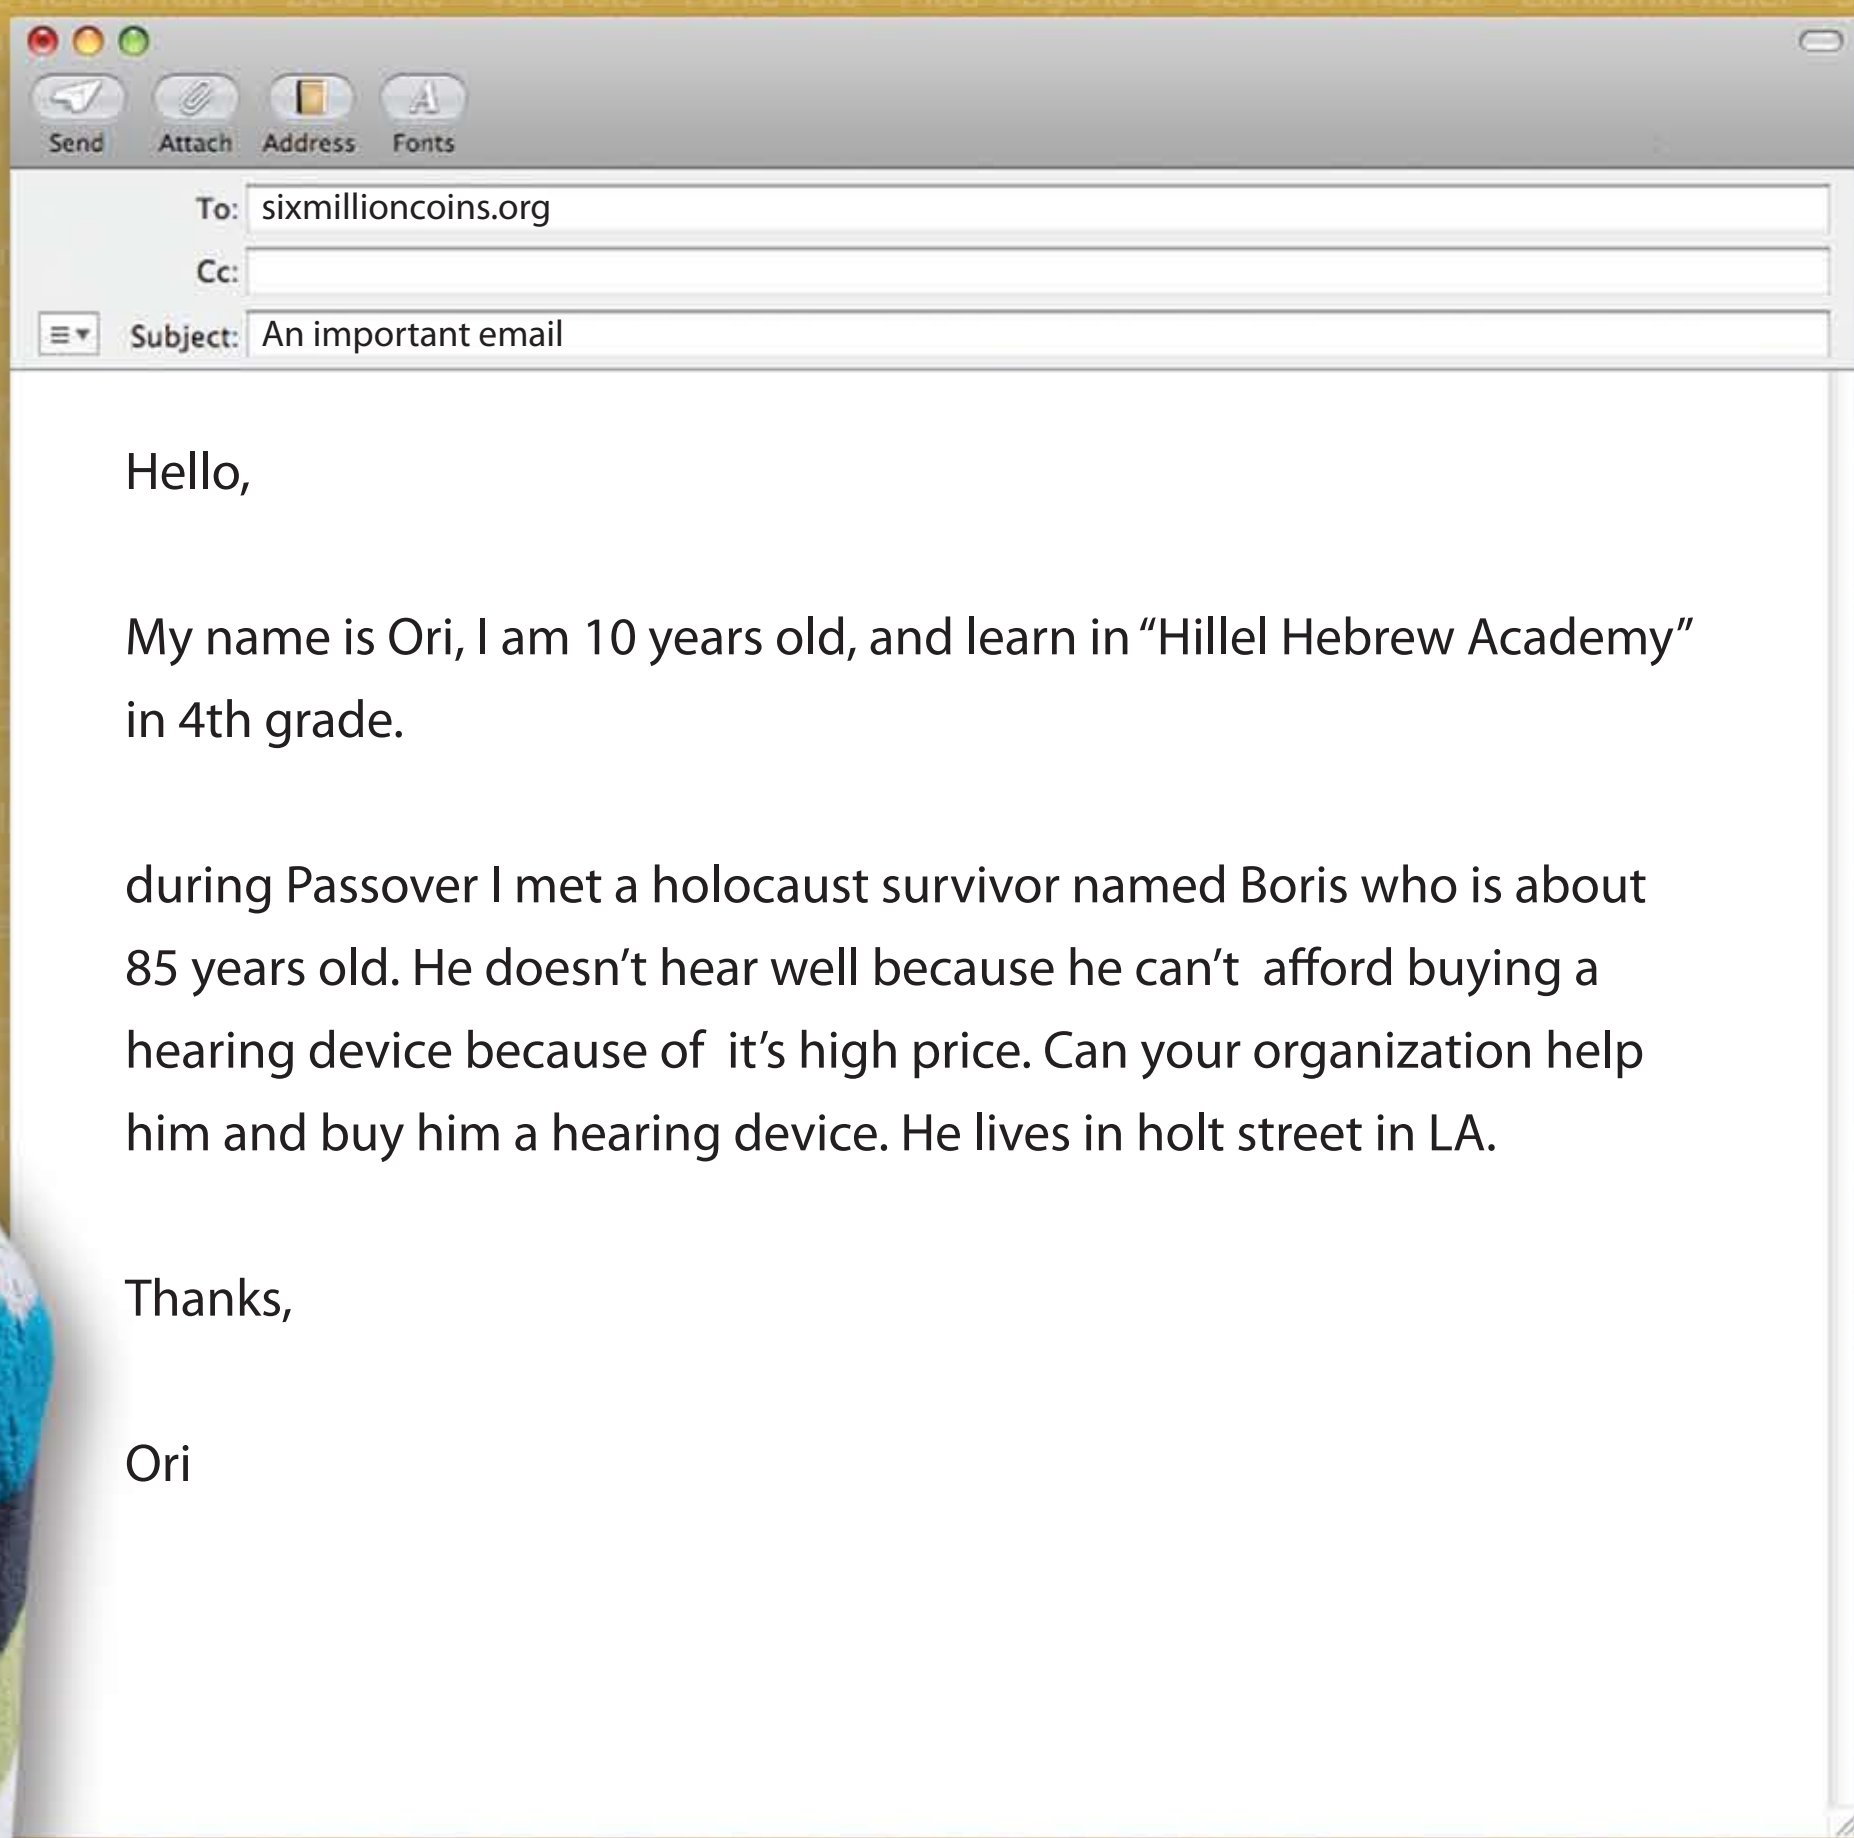 Send Attach Address Fonts
To: sixmillioncoins.org
Cc:
Subject: An important email
Hello,
My name is Ori, I am 10 years old, and learn in “Hillel Hebrew Academy”
in 4th grade.
during Passover I met a holocaust survivor named Boris who is about
85 years old. He doesn’t hear well because he can’t  afford buying a
hearing device because of  it’s high price. Can your organization help
him and buy him a hearing device. He lives in holt street in LA.
Thanks,
Ori